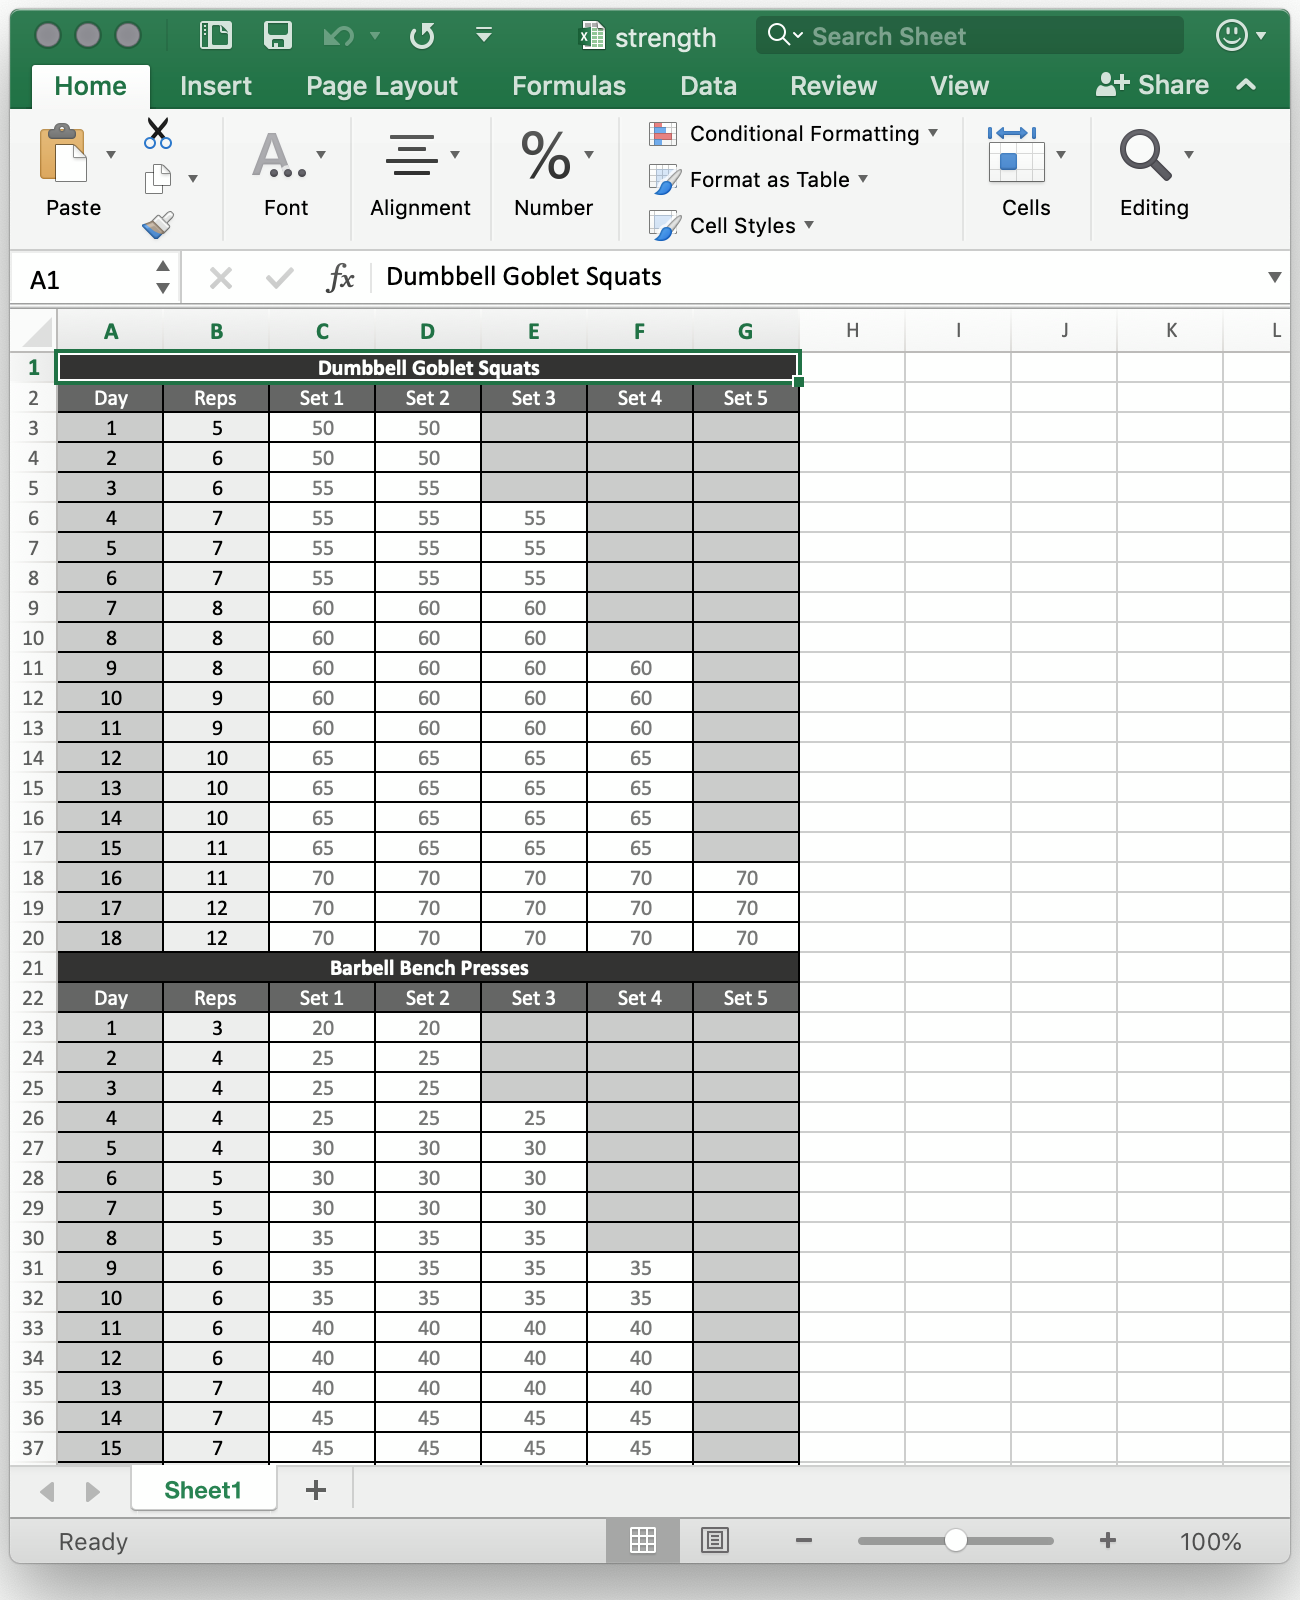 strength
Search Sheet
Home Insert Page Layout Formulas Data Review View Share
Conditional Formatting
Format as Table
Cell Styles
Paste Font Alignment Number Cells Editing
A1 fx Dumbbell Goblet Squats
A B C D E F G H I J K L
1 Dumbbell Goblet Squats
2 Day Reps Set 1 Set 2 Set 3 Set 4 Set 5
3 1 5 50 50
4 2 6 50 50
5 3 6 55 55
6 4 7 55 55 55
7 5 7 55 55 55
8 6 7 55 55 55
9 7 8 60 60 60
10 8 8 60 60 60
11 9 8 60 60 60 60
12 10 9 60 60 60 60
13 11 9 60 60 60 60
14 12 10 65 65 65 65
15 13 10 65 65 65 65
16 14 10 65 65 65 65
17 15 11 65 65 65 65
18 16 11 70 70 70 70 70
19 17 12 70 70 70 70 70
20 18 12 70 70 70 70 70
21 Barbell Bench Presses
22 Day Reps Set 1 Set 2 Set 3 Set 4 Set 5
23 1 3 20 20
24 2 4 25 25
25 3 4 25 25
26 4 4 25 25 25
27 5 4 30 30 30
28 6 5 30 30 30
29 7 5 30 30 30
30 8 5 35 35 35
31 9 6 35 35 35 35
32 10 6 35 35 35 35
33 11 6 40 40 40 40
34 12 6 40 40 40 40
35 13 7 40 40 40 40
36 14 7 45 45 45 45
37 15 7 45 45 45 45
Sheet1 +
Ready 100%